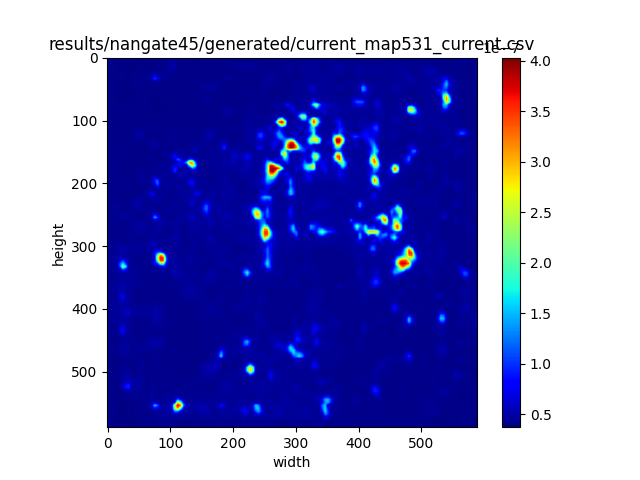 results/nangate45/generated/current_map531_current.csv
1e−7
0
100
200
300
400
500
height
0 100 200 300 400 500
width
4.0
3.5
3.0
2.5
2.0
1.5
1.0
0.5